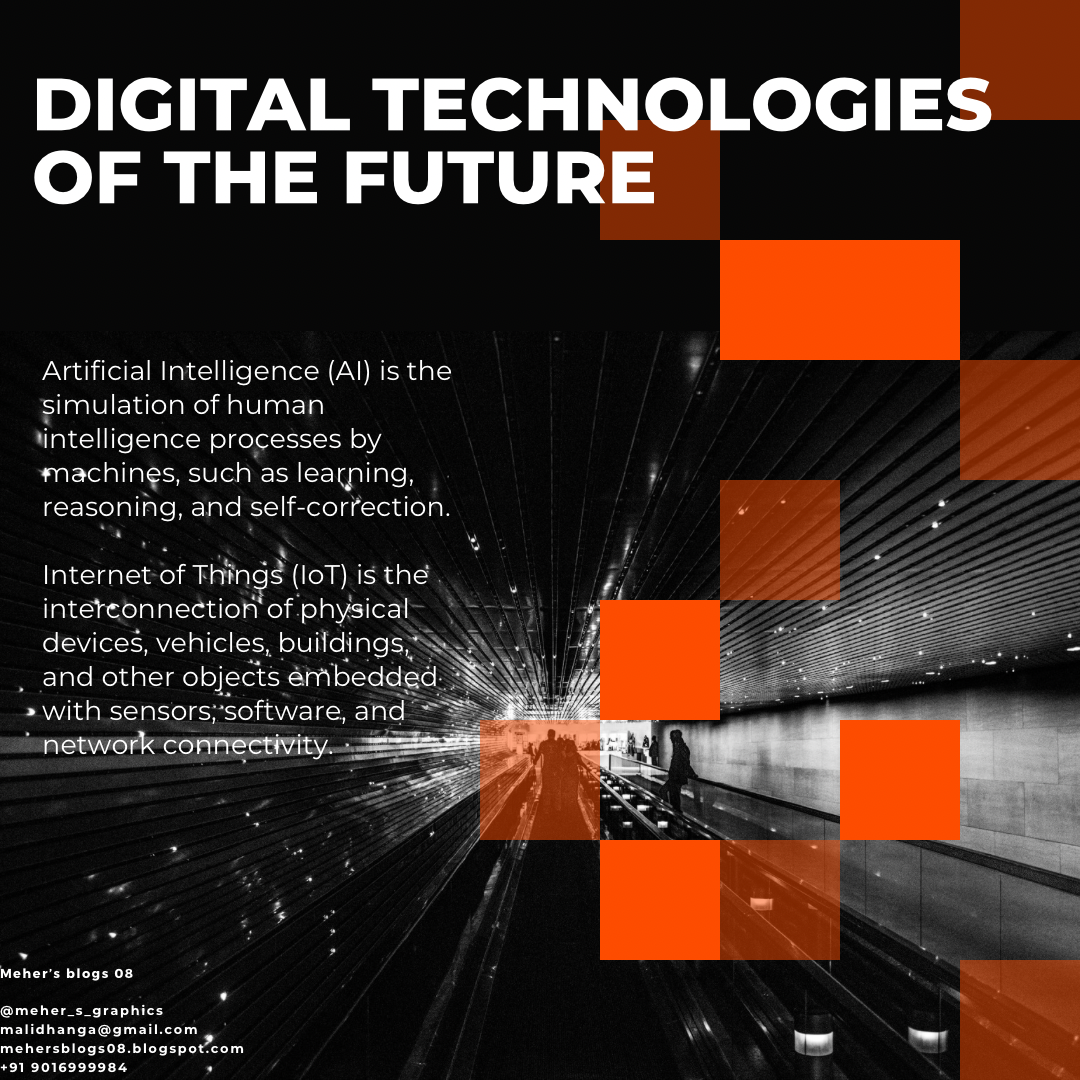 DIGITAL TECHNOLOGIES
OF THE FUTURE
Artificial Intelligence (AI) is the
simulation of human
intelligence processes by
machines, such as learning,
reasoning, and self-correction.
Internet of Things (IoT) is the
interconnection of physical
devices, vehicles, buildings,
and other objects embedded
with sensors, software, and
network connectivity.
Meher's blogs 08
@meher_s_graphics
malidhanga@gmail.com
mehersblogs08.blogspot.com
+91 9016999984